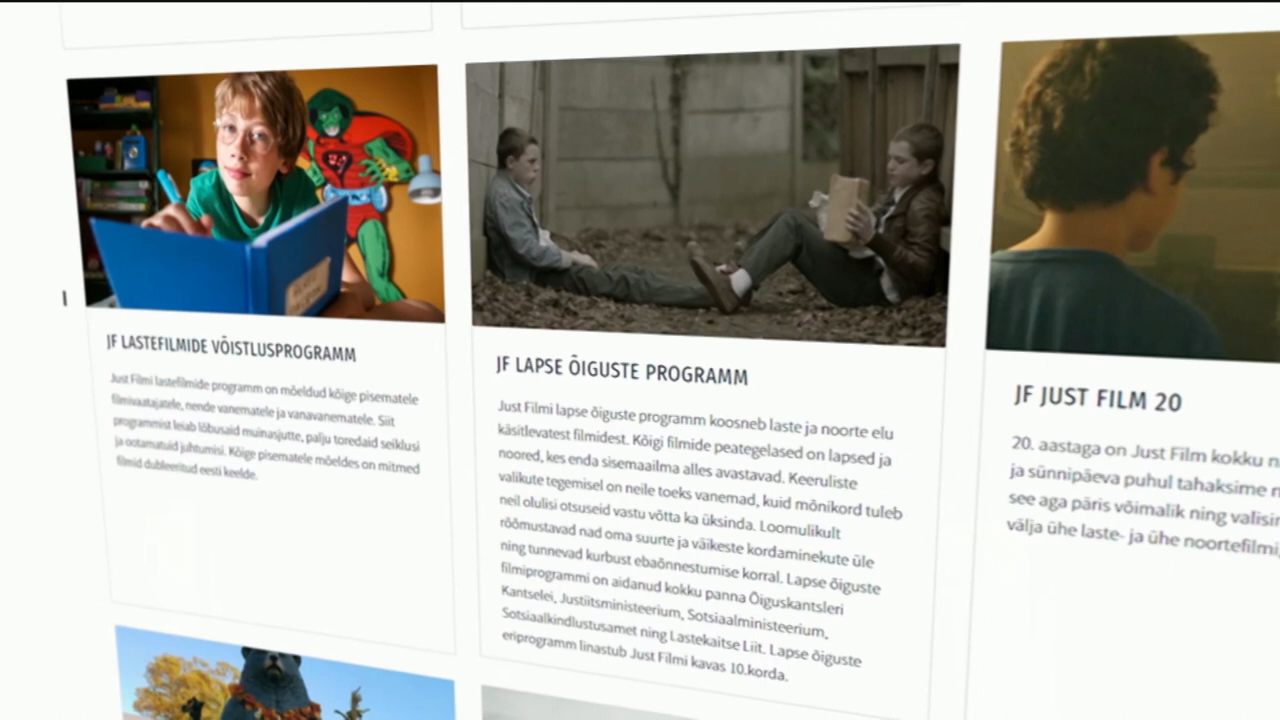 JF LASTEFILMIDE VÕISTLUSPROGRAMM
Just Filmi lastefilmide programm on mõeldud kõige pisematele
filmivaatajatele, nende vanematele ja vanavanematele. Siit
programmist leiab lõbusaid muinasjutte, palju toredaid seiklusi
ja ootamatuid juhtumisi. Kõige pisematele mõeldes on mitmed
filmid dubleeritud eesti keelde.
JF LAPSE ÕIGUSTE PROGRAMM
Just Filmi lapse õiguste programm koosneb laste ja noorte elu
käsitlevatest filmidest. Kõigi filmide peategelased on lapsed ja
noored, kes enda sisemaailma alles avastavad. Keeruliste
valikute tegemisel on neile toeks vanemad, kuid mõnikord tuleb
neil olulisi otsuseid vastu võtta ka üksinda. Loomulikult
rõõmustavad nad oma suurte ja väikeste kordaminekute üle
ning tunnevad kurbust ebaõnnestumise korral. Lapse õiguste
filmiprogrammi on aidanud kokku panna Õiguskantsleri
Kantselei, Justiitsministeerium, Sotsiaalministeerium,
Sotsiaalkindlustusamet ning Lastekaitse Liit. Lapse õiguste
eriprogramm linastub Just Filmi kavas 10.korda.
JF JUST FILM 20
20. aastaga on Just Film kokku
ja sünnipäeva puhul tahaksime
see aga päris võimalik ning
välja ühe laste- ja ühe noortefilmi,